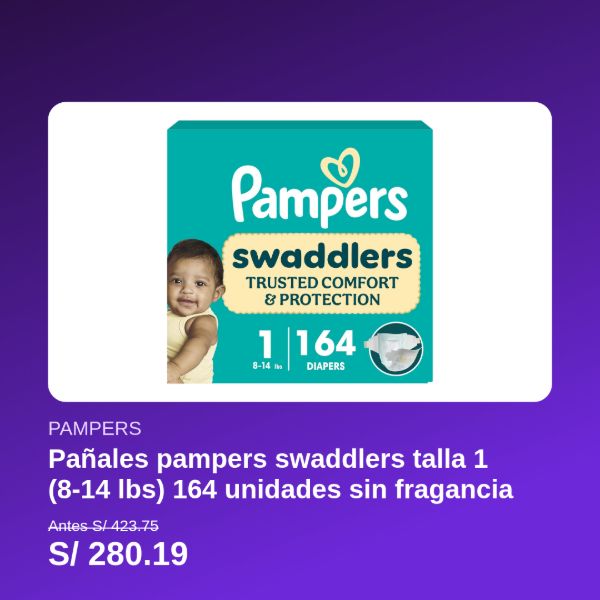 Pampers
swaddlers
TRUSTED COMFORT
& PROTECTION
1 164
8-14 lbs DIAPERS
PAMPERS
Pañales pampers swaddlers talla 1
(8-14 lbs) 164 unidades sin fragancia
Antes S/ 423.75
S/ 280.19